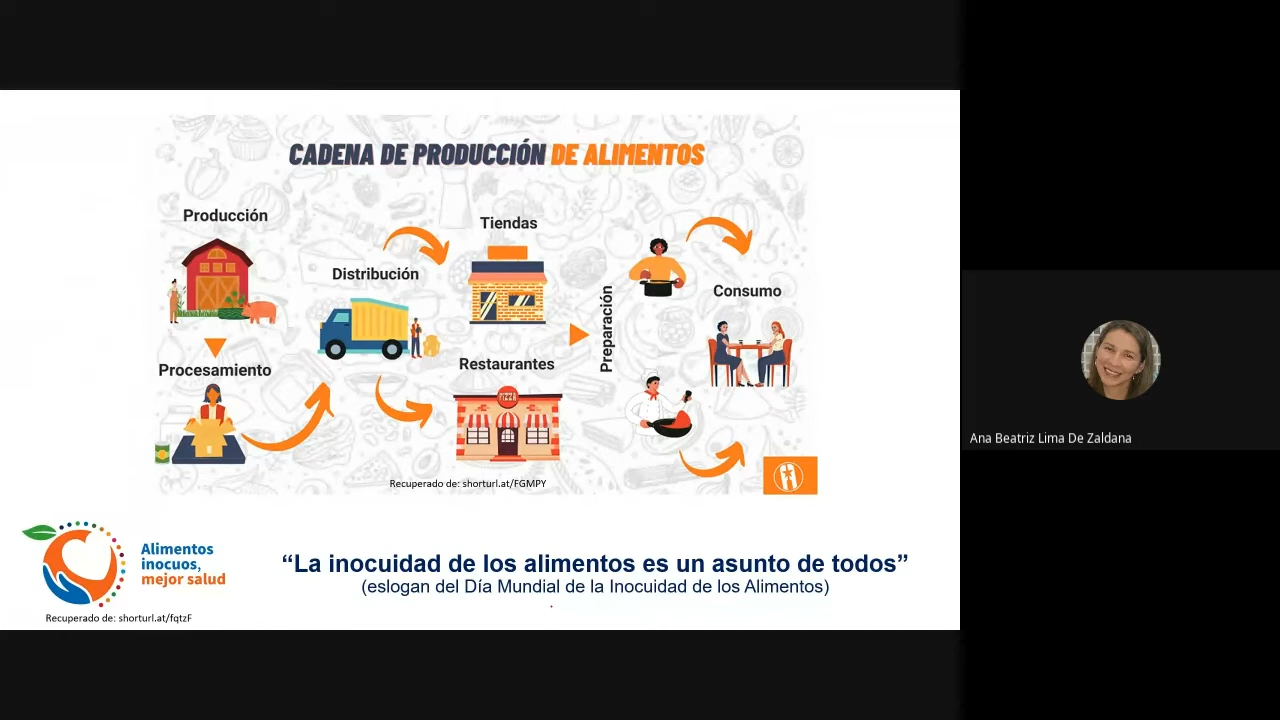 CADENA DE PRODUCCIÓN DE ALIMENTOS
Producción
Procesamiento
Distribución
Tiendas
Restaurantes
PIZZA
Preparación
Consumo
Recuperado de: shorturl.at/FGMPY
Alimentos
inocuos,
mejor salud
Recuperado de: shorturl.at/fqtzF
“La inocuidad de los alimentos es un asunto de todos”
(eslogan del Día Mundial de la Inocuidad de los Alimentos)
.
Ana Beatriz Lima De Zaldana